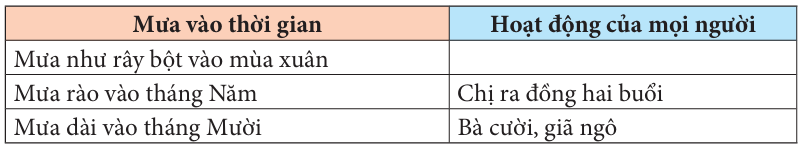 Mưa vào thời gian Hoạt động của mọi người
Mưa như rây bột vào mùa xuân
Mưa rào vào tháng Năm Chị ra đồng hai buổi
Mưa dài vào tháng Mười Bà cười, giã ngô